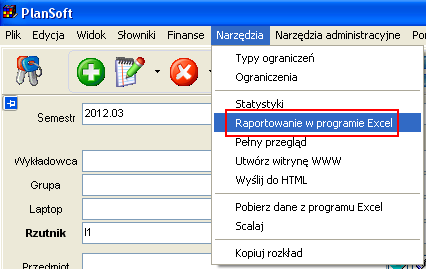 PlanSoft
Plik Edycja Widok Słowniki Finanse Narzędzia Narzędzia administracyjne
Typy ograniczeń
Ograniczenia
Semestr 2012.03
Statystyki
Raportowanie w programie Excel
Pełny przegląd
Wykładowca
Utwórz witrynę WWW
Grupa
Wyślij do HTML
Laptop
Pobierz dane z programu Excel
Rzutnik
Scalaj
Kopiuj rozkład
Przedmiot